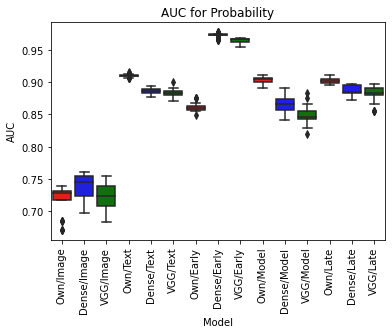 AUC for Probability
AUC
0.95
0.90
0.85
0.80
0.75
0.70
Own/Image
Dense/Image
VGG/Image
Own/Text
Dense/Text
VGG/Text
Own/Early
Dense/Early
VGG/Early
Own/Model
Dense/Model
VGG/Model
Own/Late
Dense/Late
VGG/Late
Model